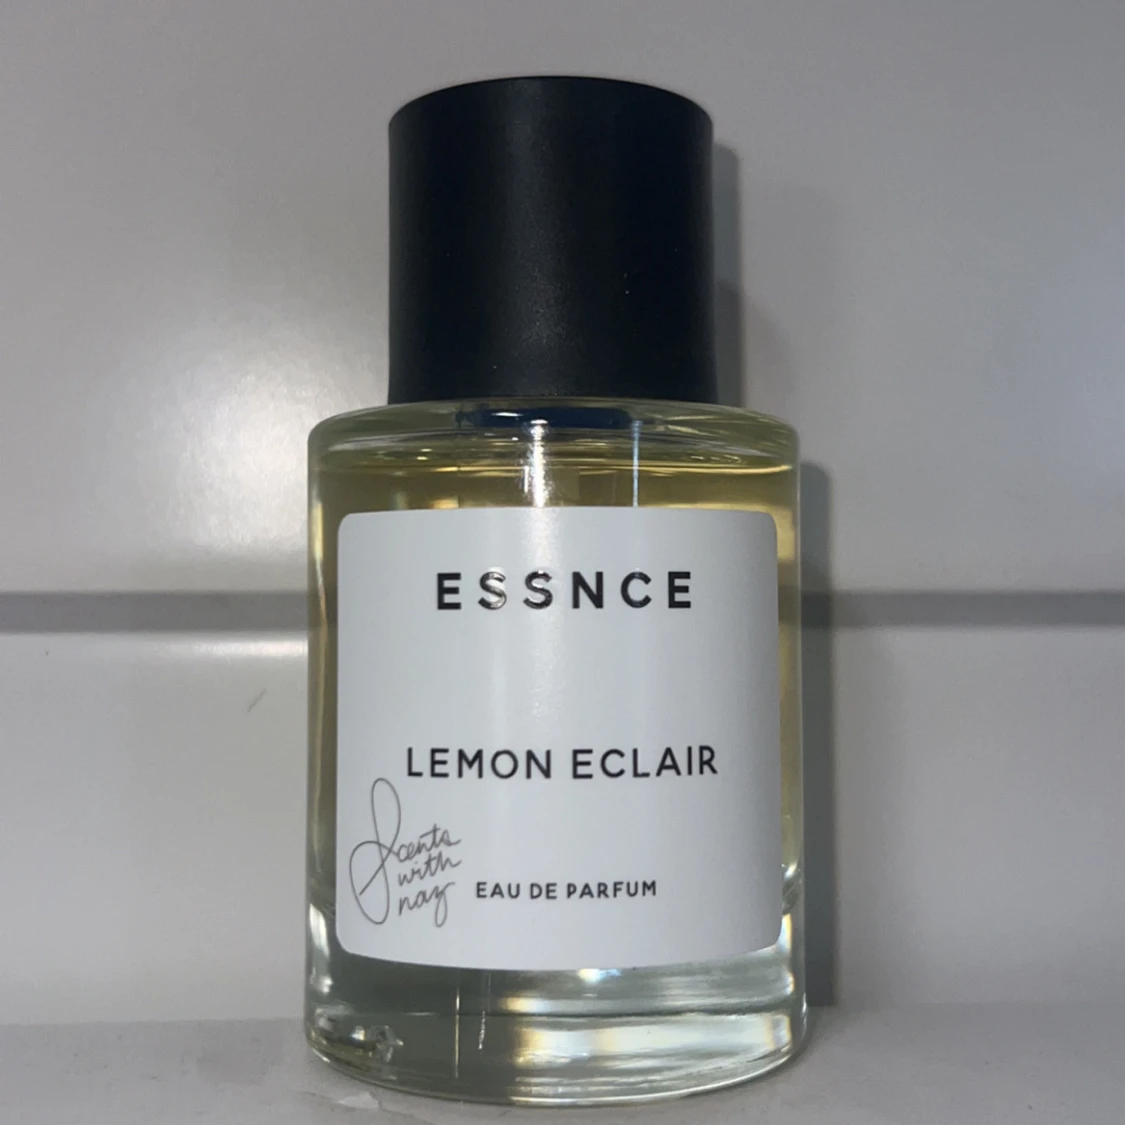 ESSNCE
LEMON ECLAIR
Scents
with
naz
EAU DE PARFUM